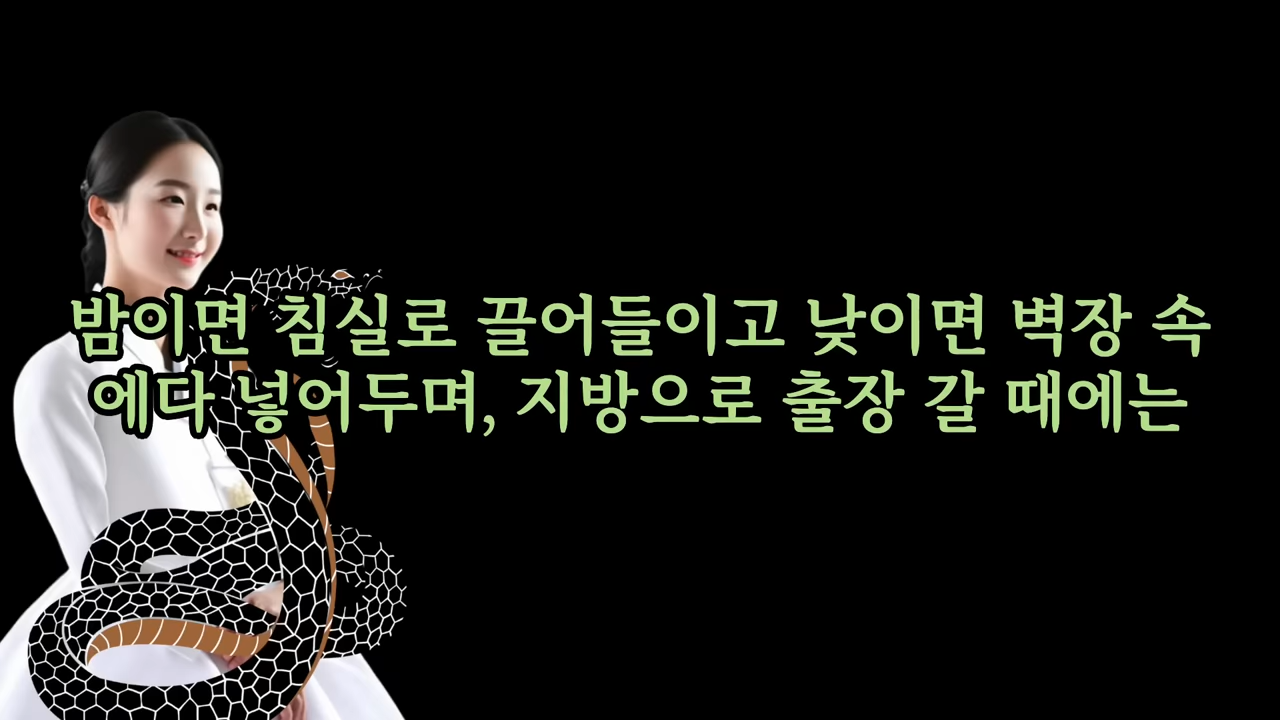 밤이면 침실로 끌어들이고 낮이면 벽장 속
에다 넣어두며, 지방으로 출장 갈 때에는